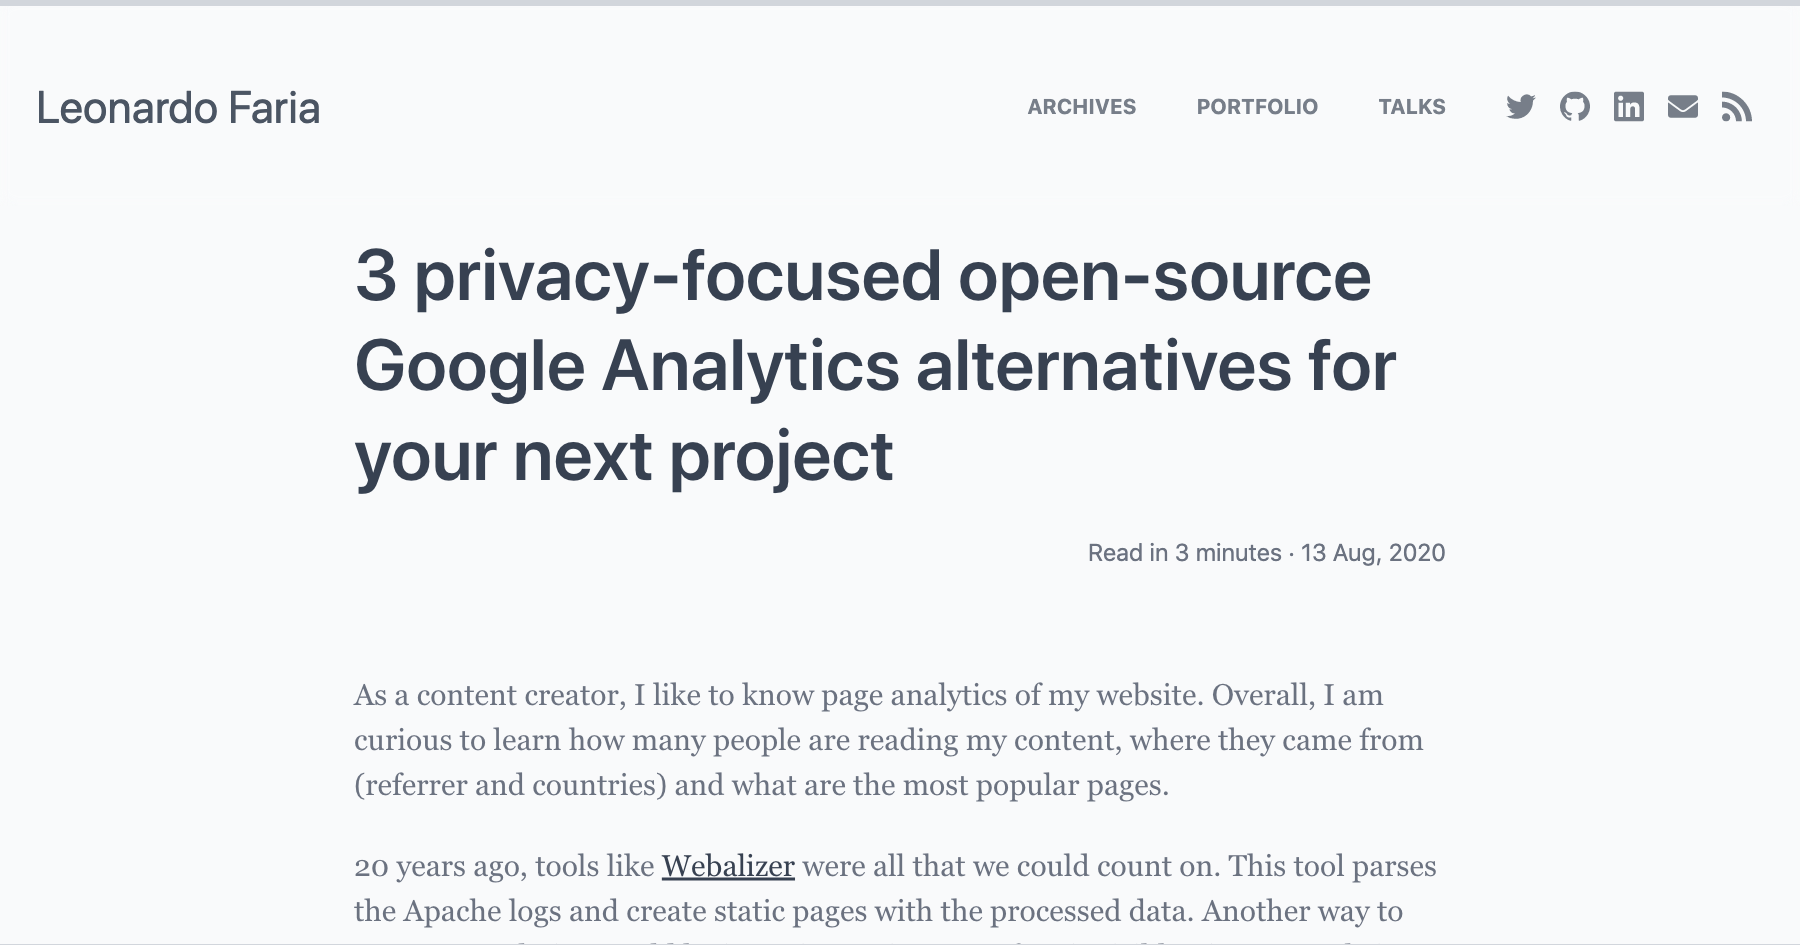 Leonardo Faria
ARCHIVES PORTFOLIO TALKS
3 privacy-focused open-source
Google Analytics alternatives for
your next project
Read in 3 minutes · 13 Aug, 2020
As a content creator, I like to know page analytics of my website. Overall, I am
curious to learn how many people are reading my content, where they came from
(referrer and countries) and what are the most popular pages.
20 years ago, tools like Webalizer were all that we could count on. This tool parses
the Apache logs and create static pages with the processed data. Another way to